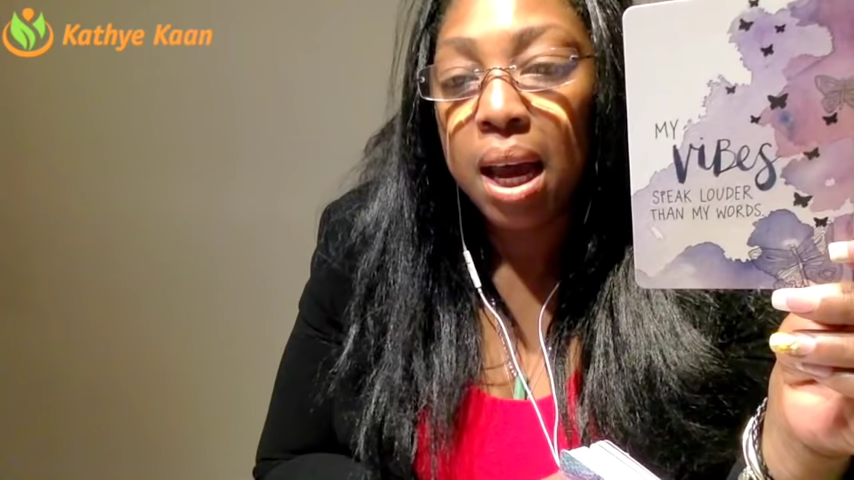 Kathye Kaan
MY
VIBES
SPEAK LOUDER
THAN MY WORDS.